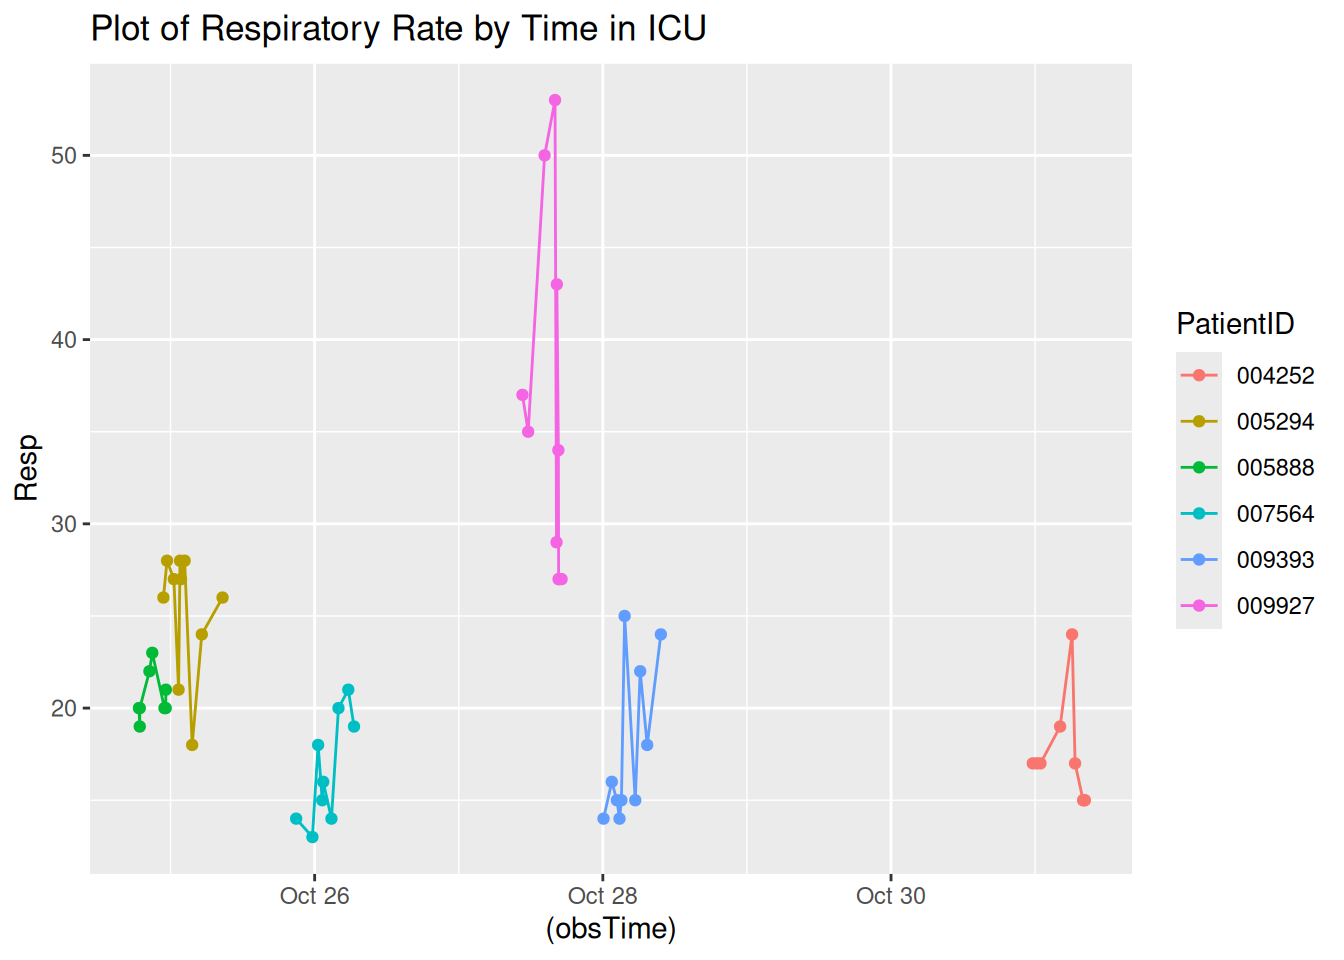 Plot of Respiratory Rate by Time in ICU
50
40
30
20
Resp
Oct 26
Oct 28
Oct 30
(obsTime)
PatientID
004252
005294
005888
007564
009393
009927